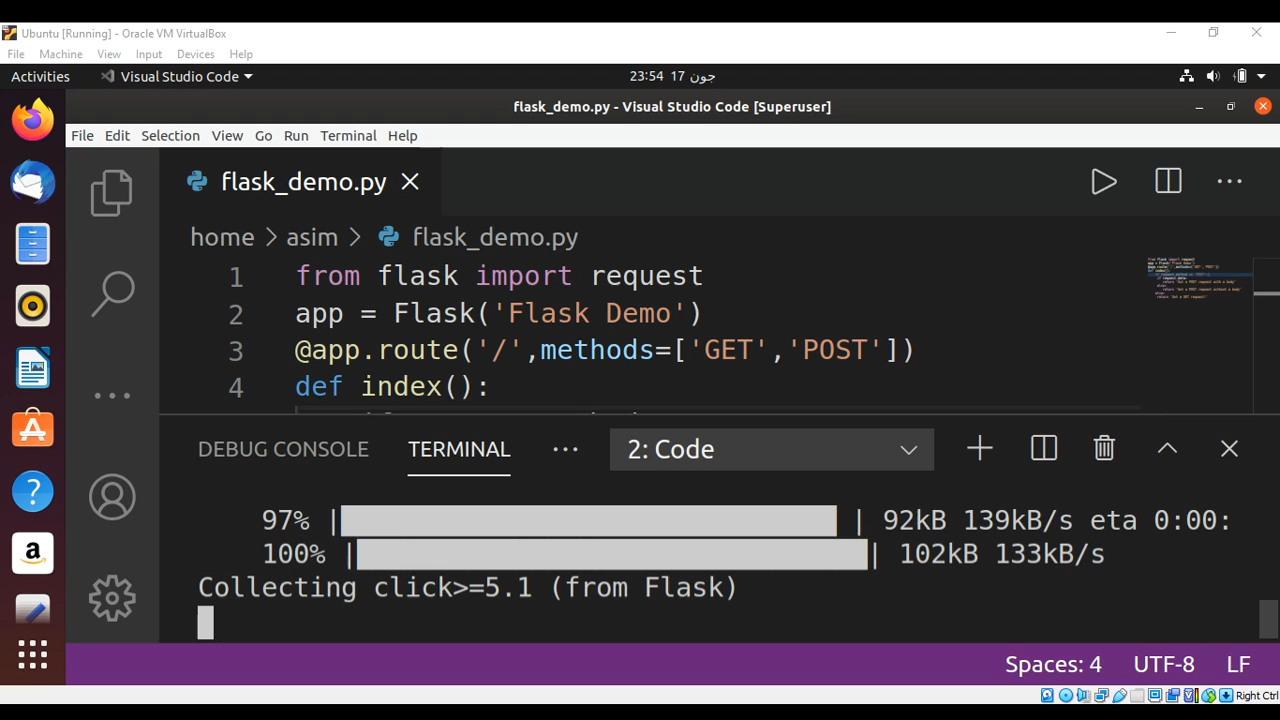 Ubuntu [Running] - Oracle VM VirtualBox
File Machine View Input Devices Help
Activities Visual Studio Code 23:54 17 جون
flask_demo.py - Visual Studio Code [Superuser]
File Edit Selection View Go Run Terminal Help
flask_demo.py
home > asim > flask_demo.py
1 from flask import request
2 app = Flask('Flask Demo')
3 @app.route('/',methods=['GET','POST'])
4 def index():
DEBUG CONSOLE TERMINAL ... 2: Code
97% | | 92kB 139kB/s eta 0:00:
100% | | 102kB 133kB/s
Collecting click>=5.1 (from Flask)
Spaces: 4 UTF-8 LF
Right Ctrl